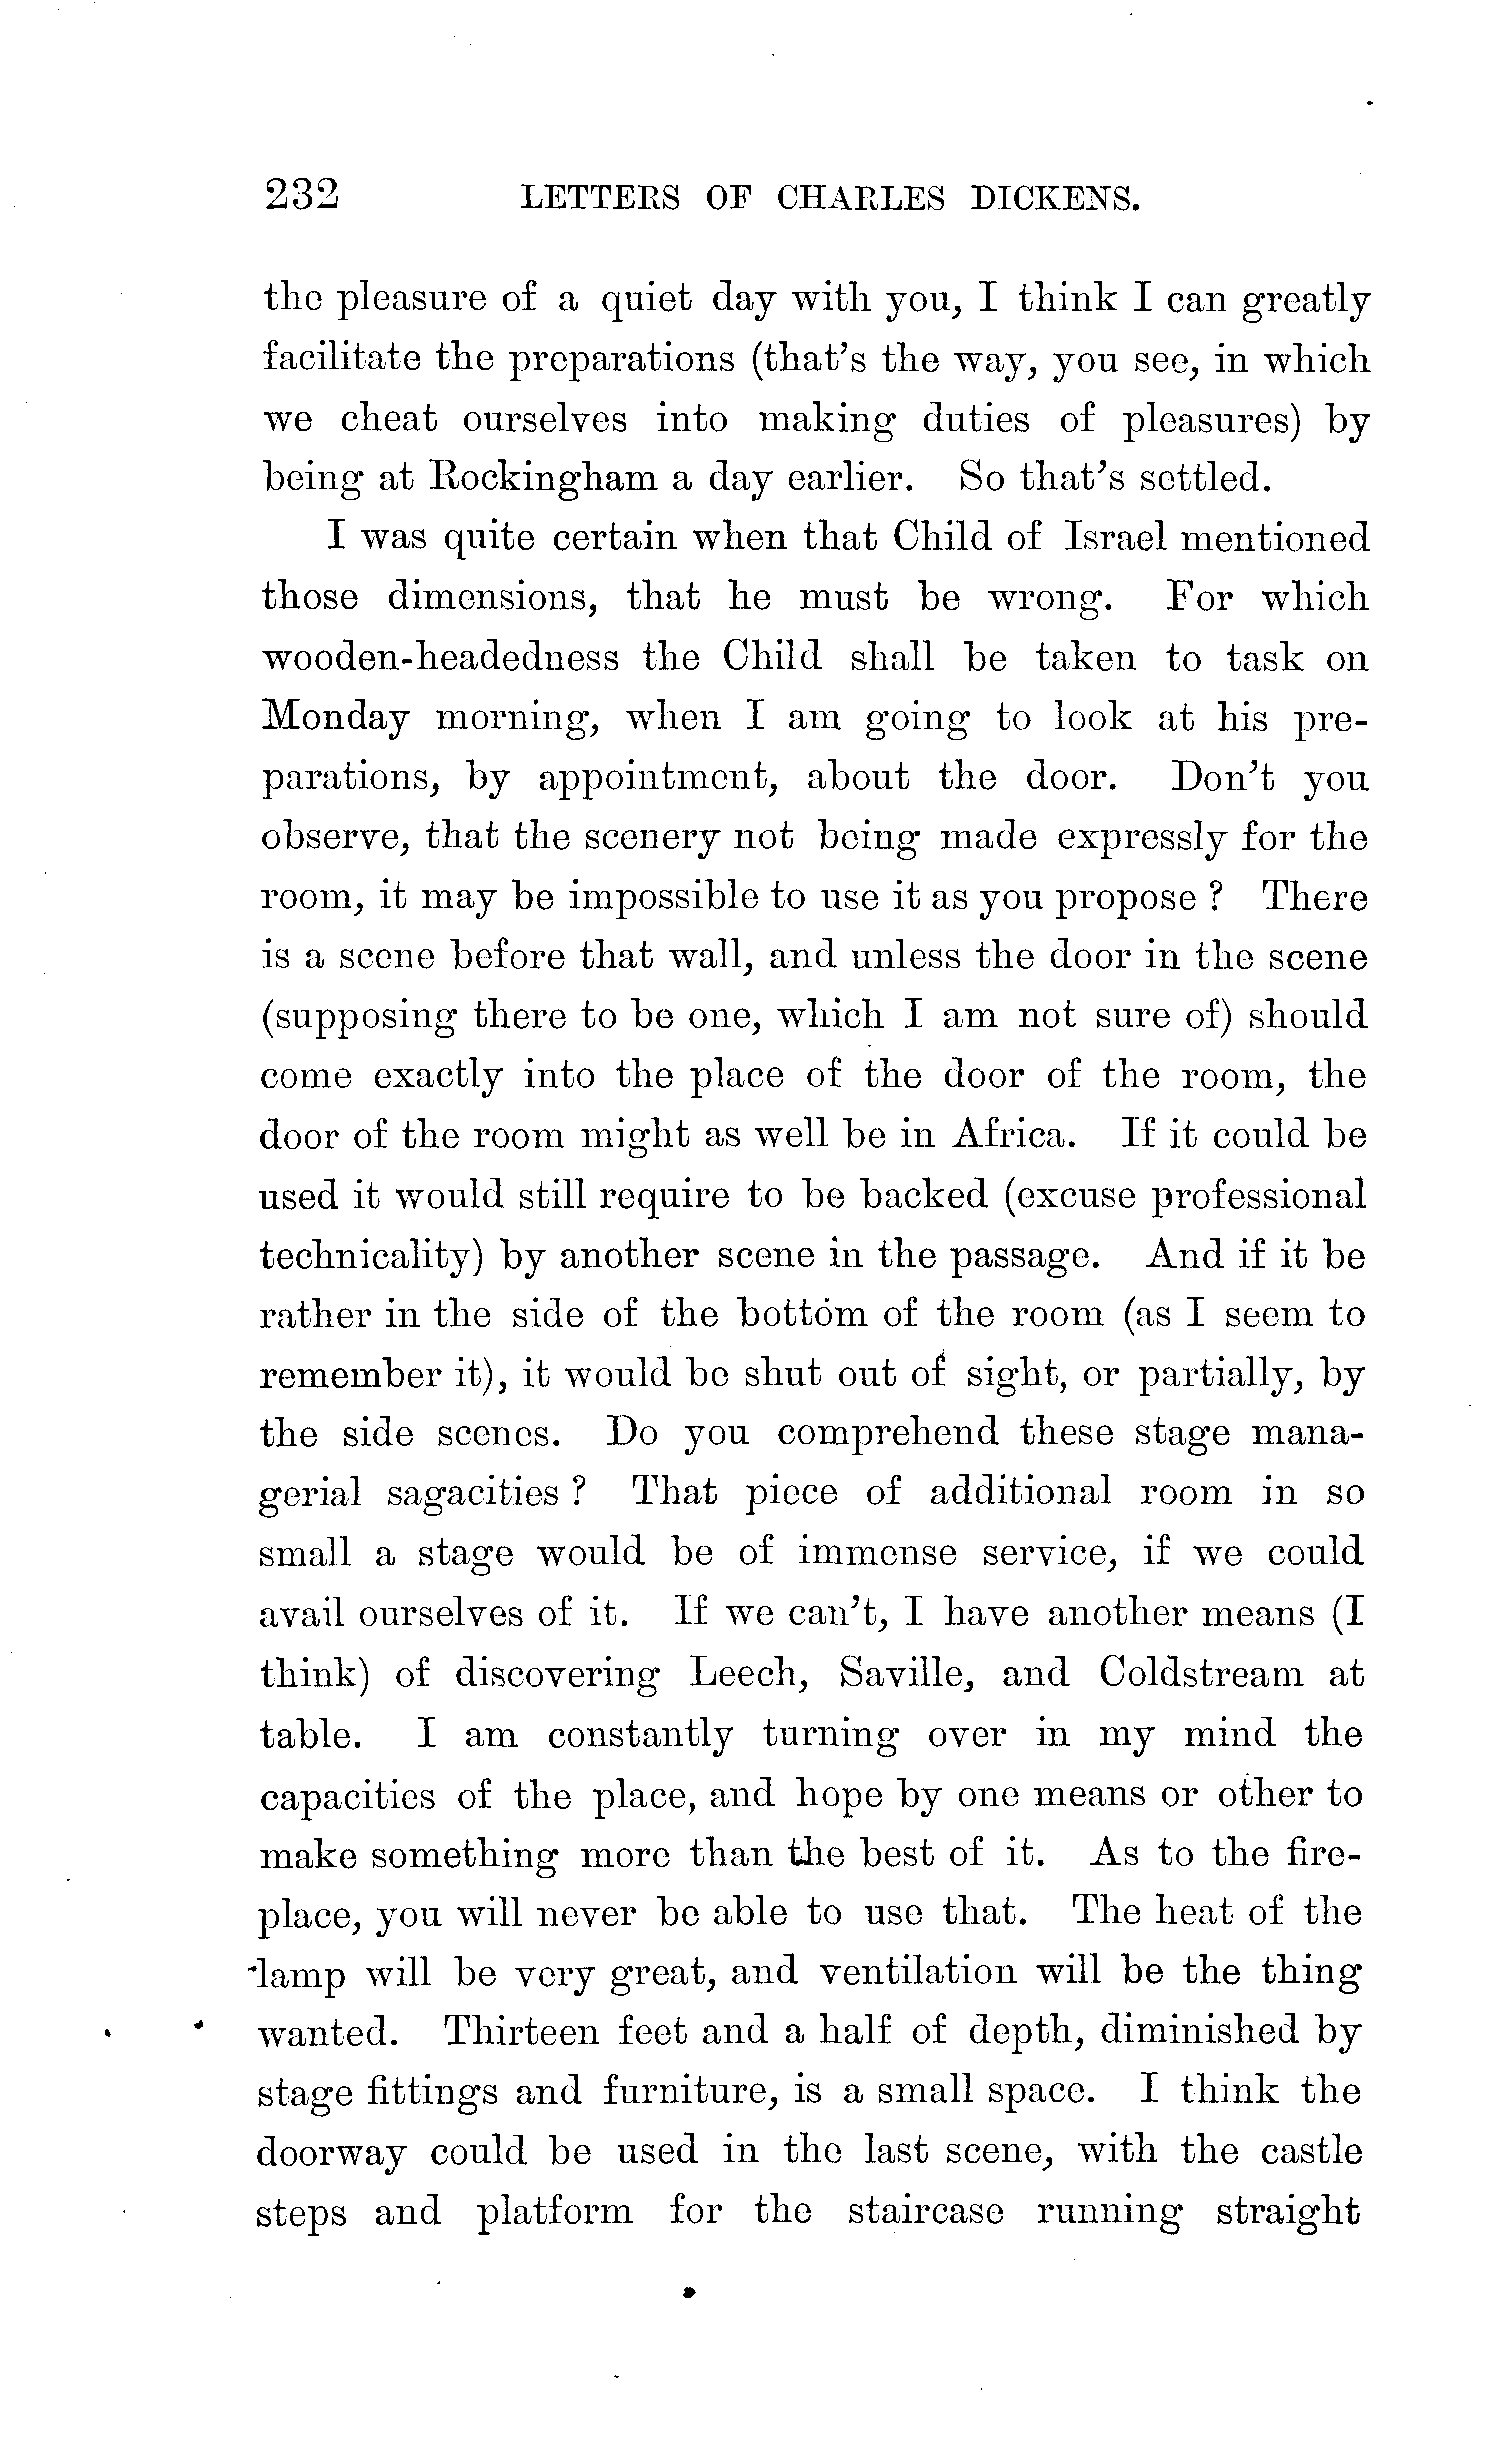 232 LETTERS OF CHARLES DICKENS.
the pleasure of a quiet day with you, I think I can greatly
facilitate the preparations (that's the way, you see, in which
we cheat ourselves into making duties of pleasures) by
being at Rockingham a day earlier. So that's settled.
I was quite certain when that Child of Israel mentioned
those dimensions, that he must be wrong. For which
wooden-headedness the Child shall be taken to task on
Monday morning, when I am going to look at his pre-
parations, by appointment, about the door. Don't you
observe, that the scenery not being made expressly for the
room, it may be impossible to use it as you propose ? There
is a scene before that wall, and unless the door in the scene
(supposing there to be one, which I am not sure of) should
come exactly into the place of the door of the room, the
door of the room might as well be in Africa. If it could be
used it would still require to be backed (excuse professional
technicality) by another scene in the passage. And if it be
rather in the side of the bottom of the room (as I seem to
remember it), it would be shut out of sight, or partially, by
the side scenes. Do you comprehend these stage mana-
gerial sagacities ? That piece of additional room in so
small a stage would be of immense service, if we could
avail ourselves of it. If we can't, I have another means (I
think) of discovering Leech, Saville, and Coldstream at
table. I am constantly turning over in my mind the
capacities of the place, and hope by one means or other to
make something more than the best of it. As to the fire-
place, you will never be able to use that. The heat of the
lamp will be very great, and ventilation will be the thing
wanted. Thirteen feet and a half of depth, diminished by
stage fittings and furniture, is a small space. I think the
doorway could be used in the last scene, with the castle
steps and platform for the staircase running straight